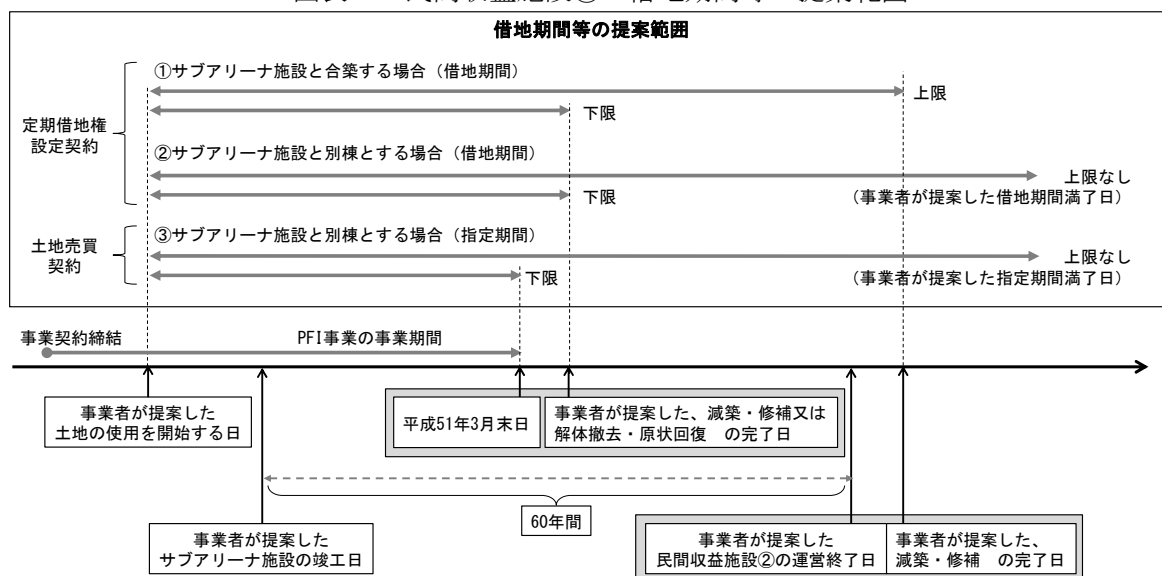 借地期間等の提案範囲
①サブアリーナ施設と合築する場合（借地期間）
上限
下限
定期借地権
設定契約
②サブアリーナ施設と別棟とする場合（借地期間）
上限なし
（事業者が提案した借地期間満了日）
下限
土地売買
契約
③サブアリーナ施設と別棟とする場合（指定期間）
上限なし
（事業者が提案した指定期間満了日）
下限
事業契約締結
PFI事業の事業期間
事業者が提案した
土地の使用を開始する日
平成51年3月末日
事業者が提案した、減築・修補又は
解体撤去・原状回復　の完了日
60年間
事業者が提案した
サブアリーナ施設の竣工日
事業者が提案した
民間収益施設②の運営終了日
事業者が提案した、
減築・修補　の完了日